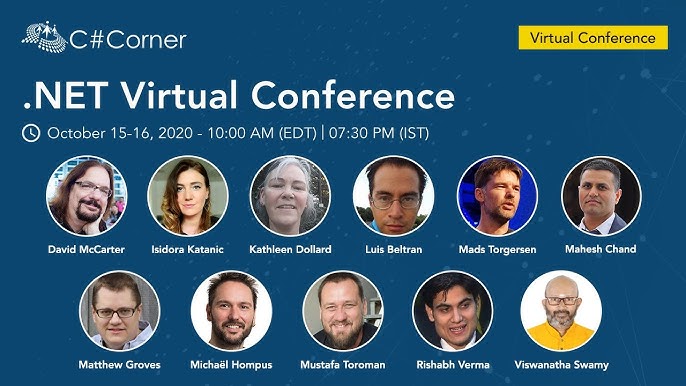 C#Corner
Virtual Conference
.NET Virtual Conference
October 15-16, 2020 - 10:00 AM (EDT) | 07:30 PM (IST)
David McCarter
Isidora Katanic
Kathleen Dollard
Luis Beltran
Mads Torgersen
Mahesh Chand
Matthew Groves
Michaël Hompus
Mustafa Toroman
Rishabh Verma
Viswanatha Swamy